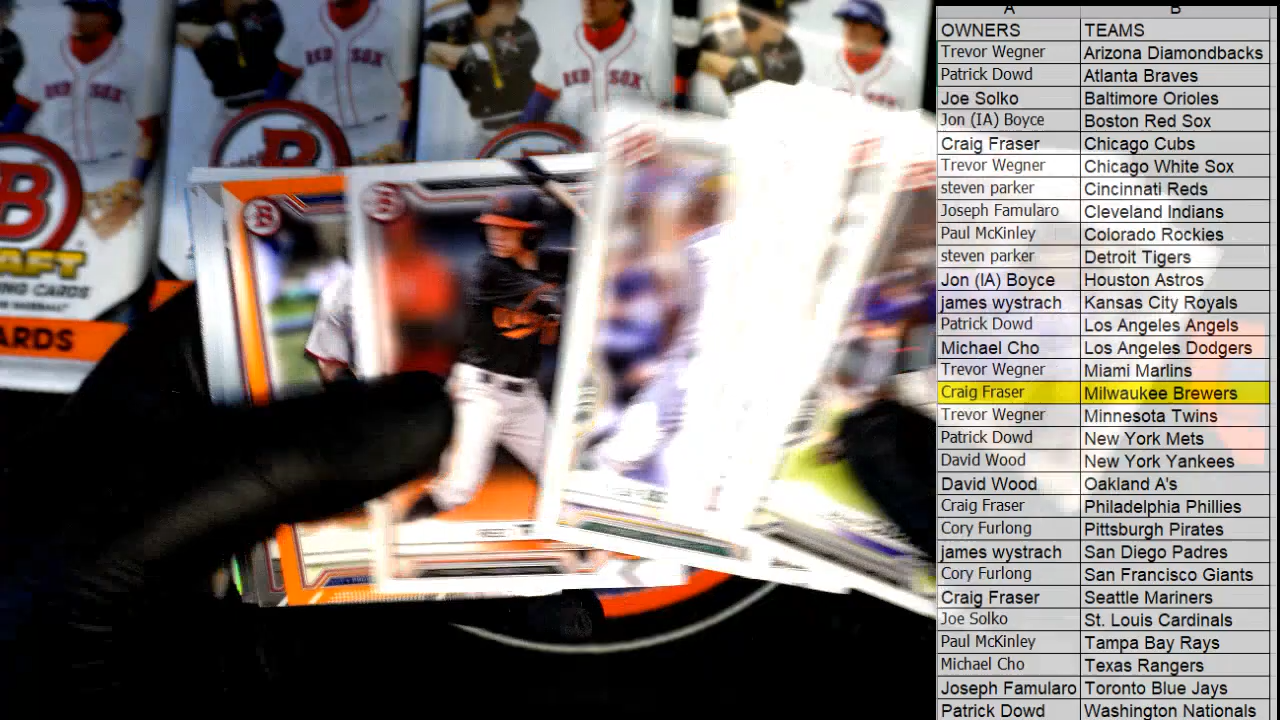 A B
OWNERS TEAMS
Trevor Wegner Arizona Diamondbacks
Patrick Dowd Atlanta Braves
Joe Solko Baltimore Orioles
Jon (IA) Boyce Boston Red Sox
Craig Fraser Chicago Cubs
Trevor Wegner Chicago White Sox
steven parker Cincinnati Reds
Joseph Famularo Cleveland Indians
Paul McKinley Colorado Rockies
steven parker Detroit Tigers
Jon (IA) Boyce Houston Astros
james wystrach Kansas City Royals
Patrick Dowd Los Angeles Angels
Michael Cho Los Angeles Dodgers
Trevor Wegner Miami Marlins
Craig Fraser Milwaukee Brewers
Trevor Wegner Minnesota Twins
Patrick Dowd New York Mets
David Wood New York Yankees
David Wood Oakland A's
Craig Fraser Philadelphia Phillies
Cory Furlong Pittsburgh Pirates
james wystrach San Diego Padres
Cory Furlong San Francisco Giants
Craig Fraser Seattle Mariners
Joe Solko St. Louis Cardinals
Paul McKinley Tampa Bay Rays
Michael Cho Texas Rangers
Joseph Famularo Toronto Blue Jays
Patrick Dowd Washington Nationals
RED SOX
RED SOX
RED SOX
B
B
B
B
B